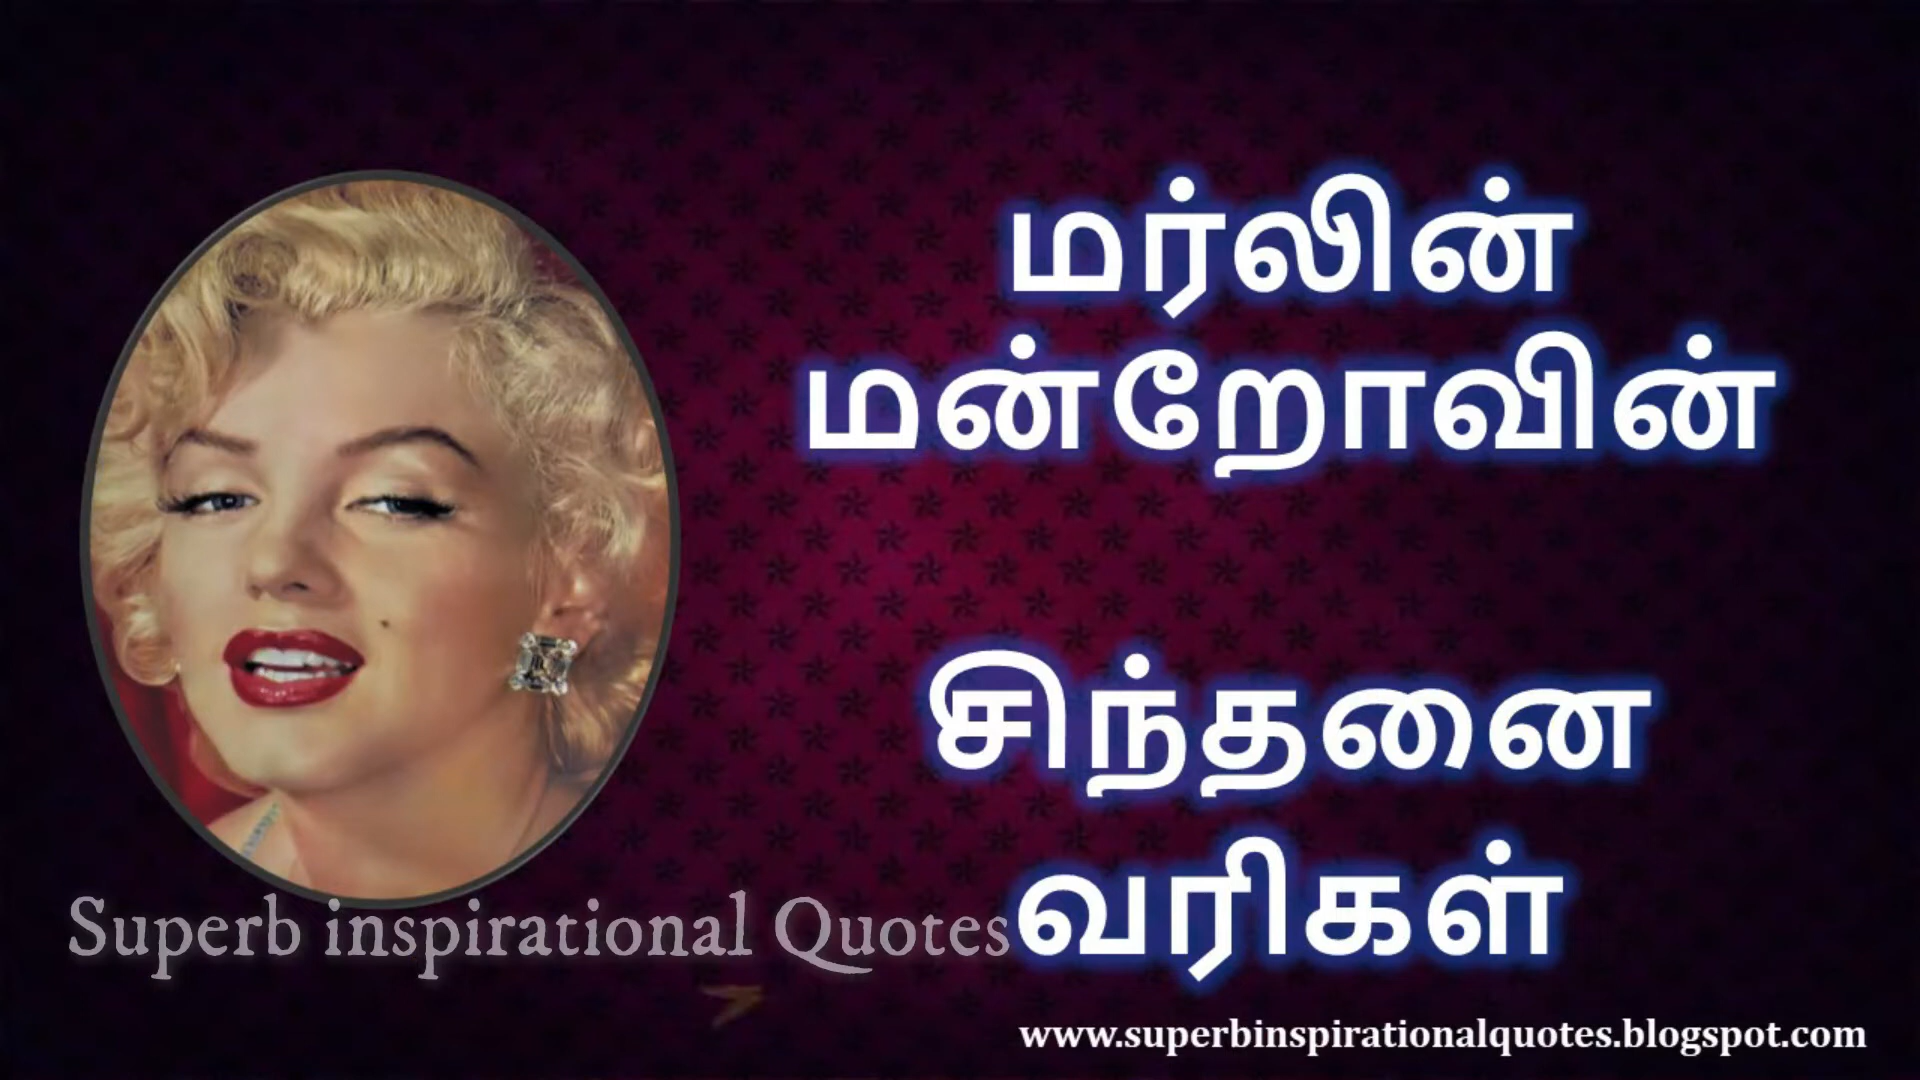 மர்லின்
மன்றோவின்
சிந்தனை
வரிகள்
Superb inspirational Quotes
www.superbinspirationalquotes.blogspot.com